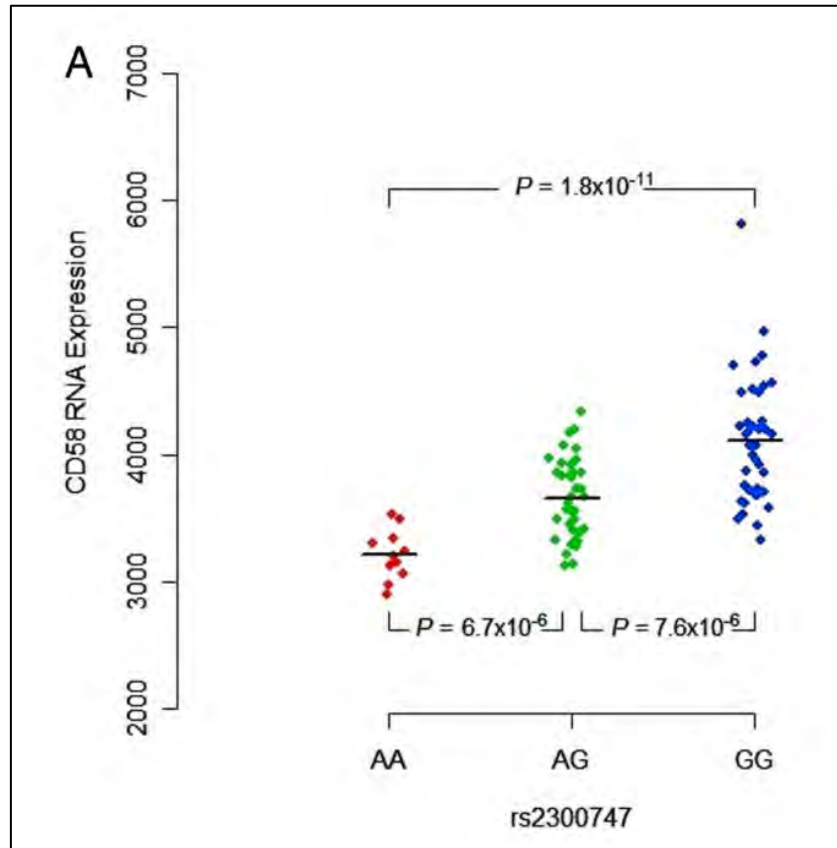 A
7000
6000
5000
4000
3000
2000
CD58 RNA Expression
P = 1.8x10⁻¹¹
P = 6.7x10⁻⁶ P = 7.6x10⁻⁶
AA AG GG
rs2300747